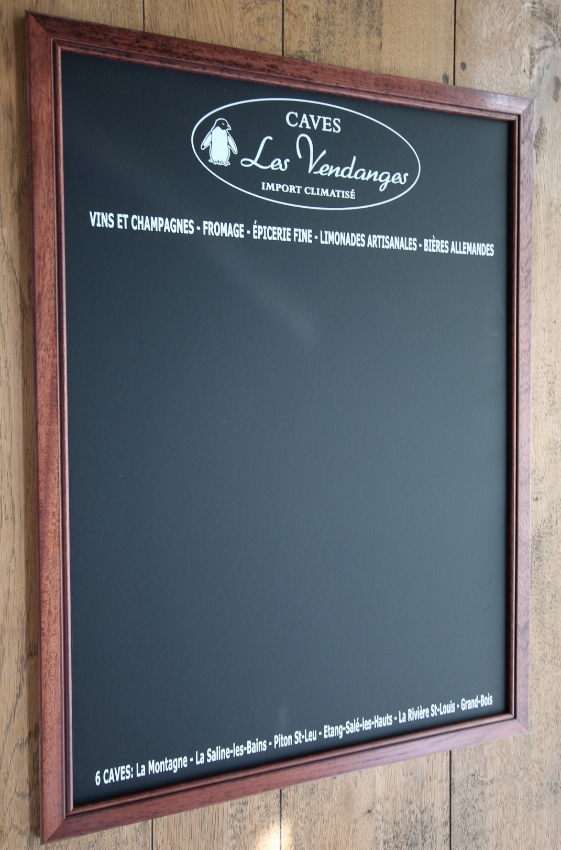 CAVES
Les Vendanges
IMPORT CLIMATISÉ
VINS ET CHAMPAGNES - FROMAGE - ÉPICERIE FINE - LIMONADES ARTISANALES - BIÈRES ALLEMANDES
6 CAVES: La Montagne - La Saline-les-Bains - Piton St-Leu - Etang-Salé-les-Hauts - La Rivière St-Louis - Grand-Bois